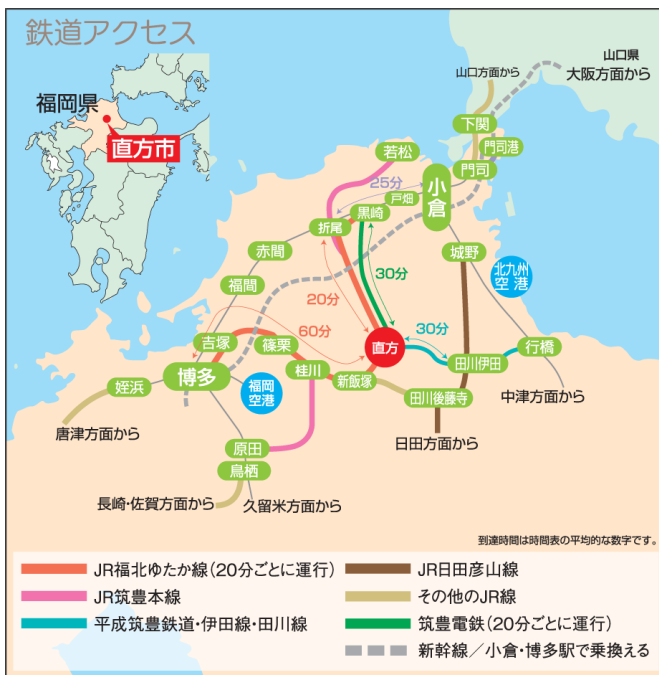 鉄道アクセス
福岡県
直方市
山口県
大阪方面から
山口方面から
下関
門司港
門司
若松
小倉
25分
戸畑
黒崎
折尾
赤間
城野
北九州
空港
福間
30分
20分
60分
30分
吉塚
篠栗
直方
行橋
博多
桂川
新飯塚
田川伊田
姪浜
福岡
空港
田川後藤寺
中津方面から
唐津方面から
日田方面から
原田
鳥栖
長崎・佐賀方面から
久留米方面から
到達時間は時間表の平均的な数字です。
JR福北ゆたか線(20分ごとに運行)
JR日田彦山線
JR筑豊本線
その他のJR線
平成筑豊鉄道・伊田線・田川線
筑豊電鉄(20分ごとに運行)
新幹線/小倉・博多駅で乗換える